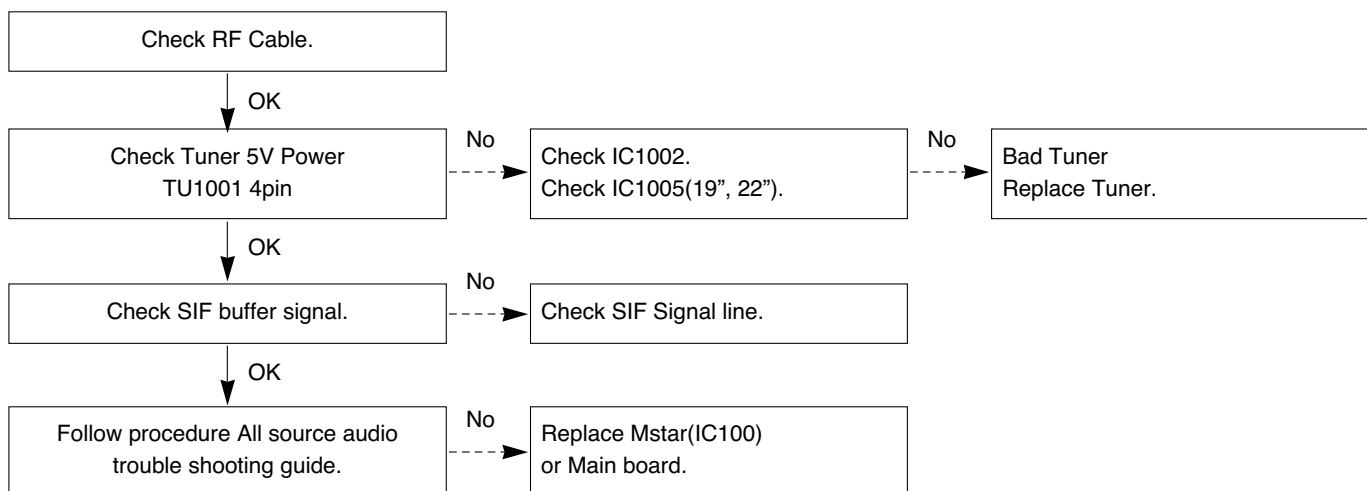 Check RF Cable.
OK
Check Tuner 5V Power
TU1001 4pin
No
Check IC1002.
Check IC1005(19”, 22”).
No
Bad Tuner
Replace Tuner.
OK
Check SIF buffer signal.
No
Check SIF Signal line.
OK
Follow procedure All source audio
trouble shooting guide.
No
Replace Mstar(IC100)
or Main board.